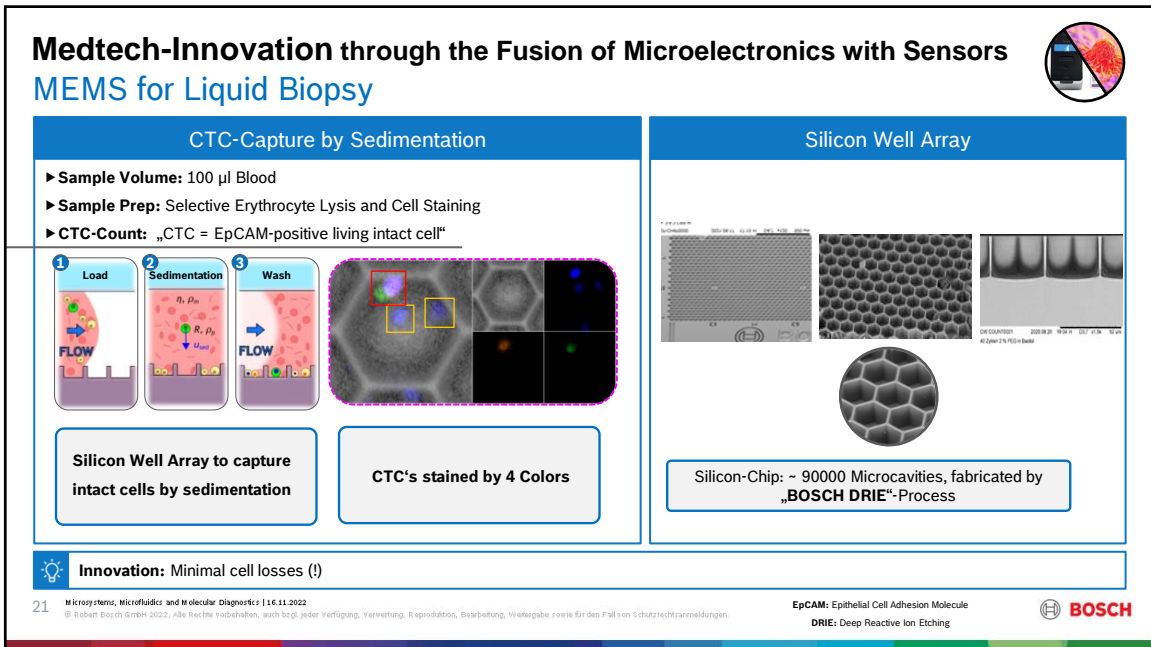 Medtech-Innovation through the Fusion of Microelectronics with Sensors
MEMS for Liquid Biopsy
CTC-Capture by Sedimentation
▶ Sample Volume: 100 µl Blood
▶ Sample Prep: Selective Erythrocyte Lysis and Cell Staining
▶ CTC-Count: „CTC = EpCAM-positive living intact cell“
1 Load
FLOW
2 Sedimentation
η, ρm
R, ρp
used
3 Wash
FLOW
Silicon Well Array to capture
intact cells by sedimentation
CTC‘s stained by 4 Colors
Silicon Well Array
Silicon-Chip: ~ 90000 Microcavities, fabricated by
„BOSCH DRIE“-Process
Innovation: Minimal cell losses (!)
21
Microsystems, Microfluidics and Molecular Diagnostics | 16.11.2022
© Robert Bosch GmbH 2022. Alle Rechte vorbehalten, auch bzgl. jeder Verfügung, Verwertung, Reproduktion, Bearbeitung, Weitergabe sowie für den Fall von Schutzrechtsanmeldungen.
EpCAM: Epithelial Cell Adhesion Molecule
DRIE: Deep Reactive Ion Etching
BOSCH